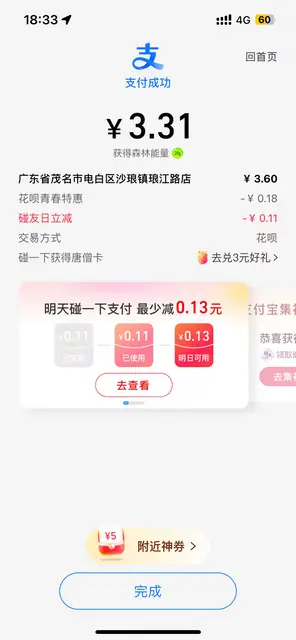 18:33
4G 60
支
回首页
支付成功
¥3.31
获得森林能量
广东省茂名市电白区沙琅镇琅江路店 ¥3.60
花呗青春特惠 -¥0.18
碰友日立减 -¥0.11
交易方式 花呗
碰一下获得唐僧卡 去兑3元好礼>
明天碰一下支付 最少减0.13元
¥0.11 ¥0.11 ¥0.13
已使用 明日可用
去查看
支付宝集
恭喜获得
领取
去集
¥5
附近神券>
完成